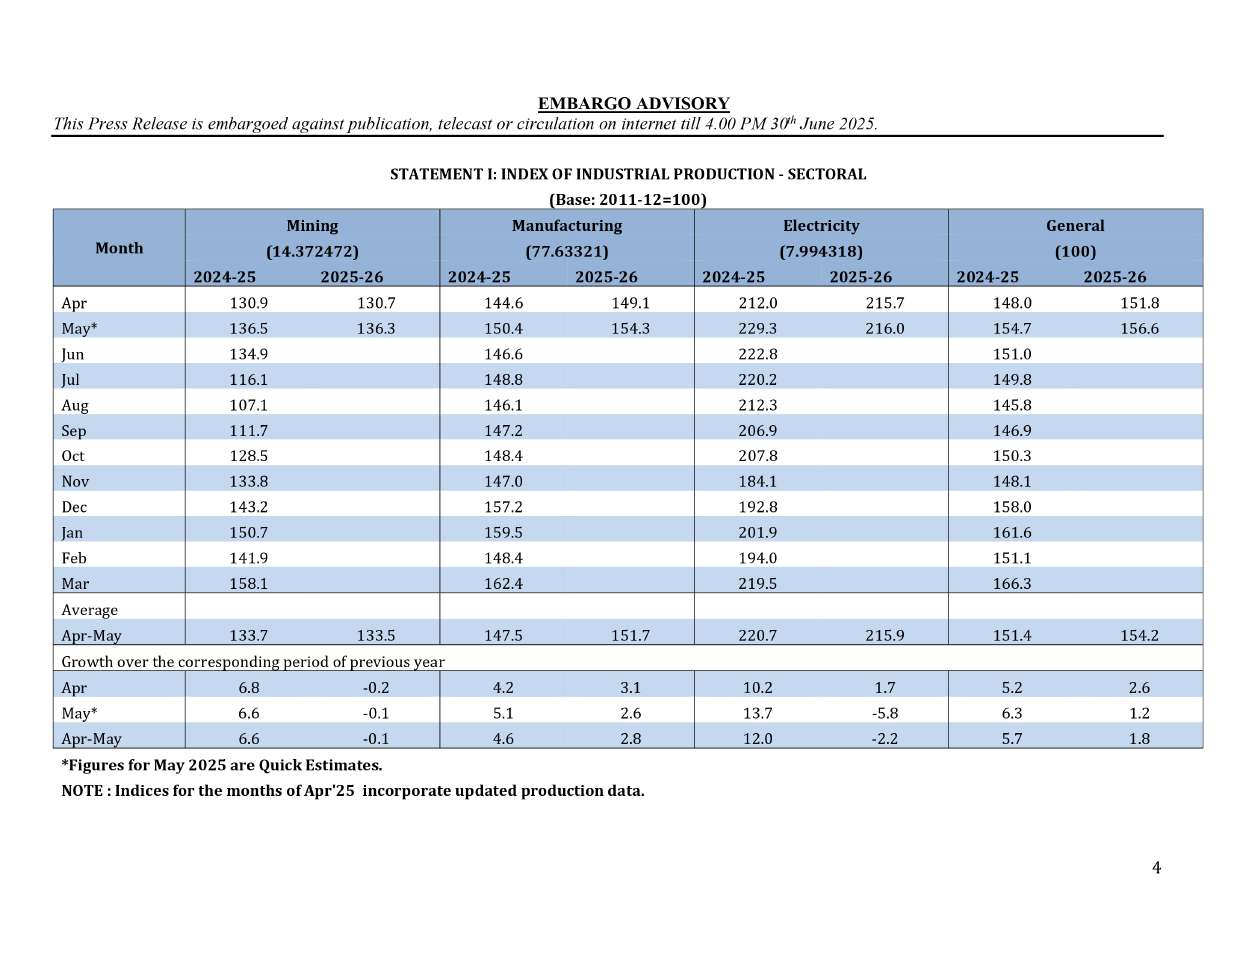 EMBARGO ADVISORY
This Press Release is embargoed against publication, telecast or circulation on internet till 4.00 PM 30th June 2025.
STATEMENT I: INDEX OF INDUSTRIAL PRODUCTION - SECTORAL
(Base: 2011-12=100)
Month Mining Manufacturing Electricity General
(14.372472) (77.63321) (7.994318) (100)
2024-25 2025-26 2024-25 2025-26 2024-25 2025-26 2024-25 2025-26
Apr 130.9 130.7 144.6 149.1 212.0 215.7 148.0 151.8
May* 136.5 136.3 150.4 154.3 229.3 216.0 154.7 156.6
Jun 134.9 146.6 222.8 151.0
Jul 116.1 148.8 220.2 149.8
Aug 107.1 146.1 212.3 145.8
Sep 111.7 147.2 206.9 146.9
Oct 128.5 148.4 207.8 150.3
Nov 133.8 147.0 184.1 148.1
Dec 143.2 157.2 192.8 158.0
Jan 150.7 159.5 201.9 161.6
Feb 141.9 148.4 194.0 151.1
Mar 158.1 162.4 219.5 166.3
Average
Apr-May 133.7 133.5 147.5 151.7 220.7 215.9 151.4 154.2
Growth over the corresponding period of previous year
Apr 6.8 -0.2 4.2 3.1 10.2 1.7 5.2 2.6
May* 6.6 -0.1 5.1 2.6 13.7 -5.8 6.3 1.2
Apr-May 6.6 -0.1 4.6 2.8 12.0 -2.2 5.7 1.8
*Figures for May 2025 are Quick Estimates.
NOTE : Indices for the months of Apr'25 incorporate updated production data.
4